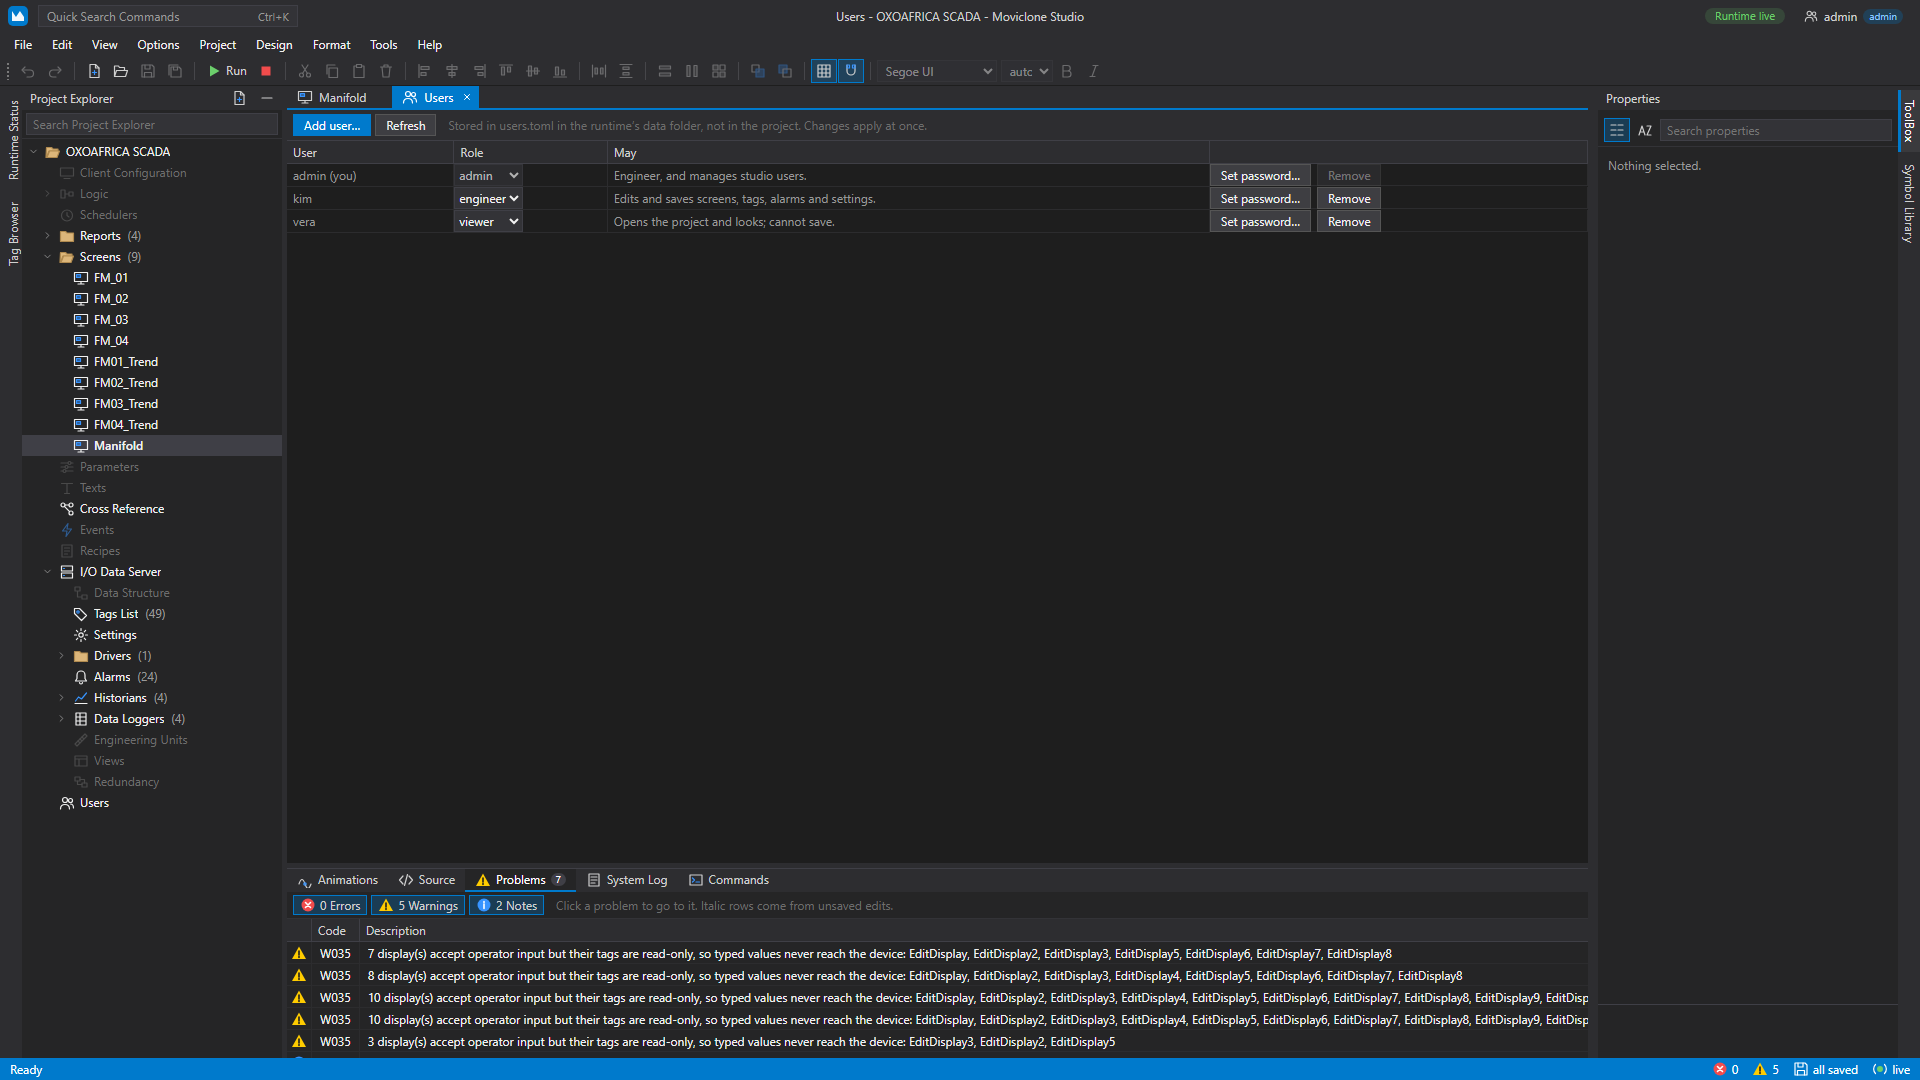 Quick Search Commands Ctrl+K
Users - OXOAFRICA SCADA - Moviclone Studio
Runtime live admin admin
File Edit View Options Project Design Format Tools Help
Run Segoe UI autc B I
Runtime Status
Tag Browser
Project Explorer
Search Project Explorer
OXOAFRICA SCADA
Client Configuration
Logic
Schedulers
Reports (4)
Screens (9)
FM_01
FM_02
FM_03
FM_04
FM01_Trend
FM02_Trend
FM03_Trend
FM04_Trend
Manifold
Parameters
Texts
Cross Reference
Events
Recipes
I/O Data Server
Data Structure
Tags List (49)
Settings
Drivers (1)
Alarms (24)
Historians (4)
Data Loggers (4)
Engineering Units
Views
Redundancy
Users
Manifold Users ×
Add user... Refresh Stored in users.toml in the runtime's data folder, not in the project. Changes apply at once.
User Role May
admin (you) admin Engineer, and manages studio users. Set password... Remove
kim engineer Edits and saves screens, tags, alarms and settings. Set password... Remove
vera viewer Opens the project and looks; cannot save. Set password... Remove
Animations Source Problems 7 System Log Commands
0 Errors 5 Warnings 2 Notes Click a problem to go to it. Italic rows come from unsaved edits.
Code Description
W035 7 display(s) accept operator input but their tags are read-only, so typed values never reach the device: EditDisplay, EditDisplay2, EditDisplay3, EditDisplay5, EditDisplay6, EditDisplay7, EditDisplay8
W035 8 display(s) accept operator input but their tags are read-only, so typed values never reach the device: EditDisplay, EditDisplay2, EditDisplay3, EditDisplay4, EditDisplay5, EditDisplay6, EditDisplay7, EditDisplay8
W035 10 display(s) accept operator input but their tags are read-only, so typed values never reach the device: EditDisplay, EditDisplay2, EditDisplay3, EditDisplay4, EditDisplay5, EditDisplay6, EditDisplay7, EditDisplay8, EditDisplay9, EditDisp
W035 10 display(s) accept operator input but their tags are read-only, so typed values never reach the device: EditDisplay, EditDisplay2, EditDisplay3, EditDisplay4, EditDisplay5, EditDisplay6, EditDisplay7, EditDisplay8, EditDisplay9, EditDisp
W035 3 display(s) accept operator input but their tags are read-only, so typed values never reach the device: EditDisplay3, EditDisplay2, EditDisplay5
Properties
AZ Search properties
Nothing selected.
ToolBox
Symbol Library
Ready 0 5 all saved live